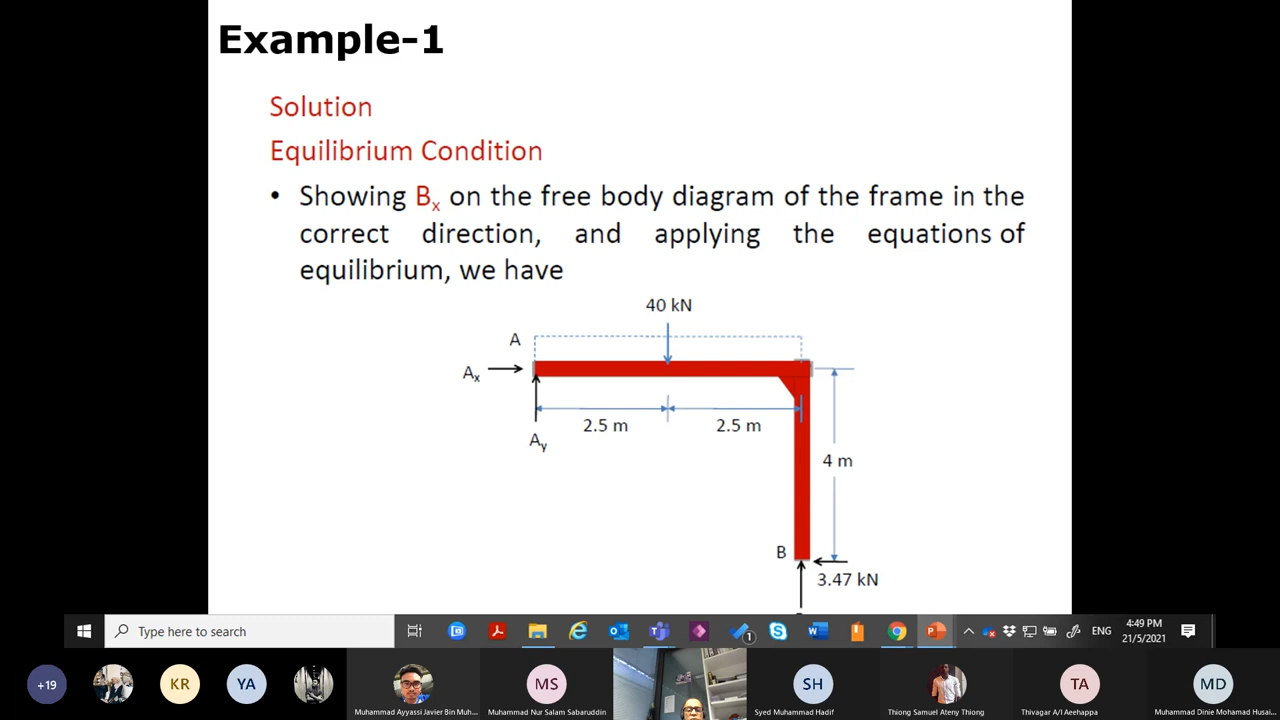 Example-1
Solution
Equilibrium Condition
• Showing Bx on the free body diagram of the frame in the
correct direction, and applying the equations of
equilibrium, we have
40 kN
A
Ax
2.5 m 2.5 m
Ay
4 m
B
3.47 kN
Type here to search
1
ENG
4:49 PM
21/5/2021
+19
KR
YA
MS
SH
TA
MD
Muhammad Ayyassi Javier Bin Muh...
Muhammad Nur Salam Sabaruddin
Syed Muhammad Hadif
Thiong Samuel Ateny Thiong
Thivagar A/l Aeehappa
Muhammad Dinie Mohamad Husai...